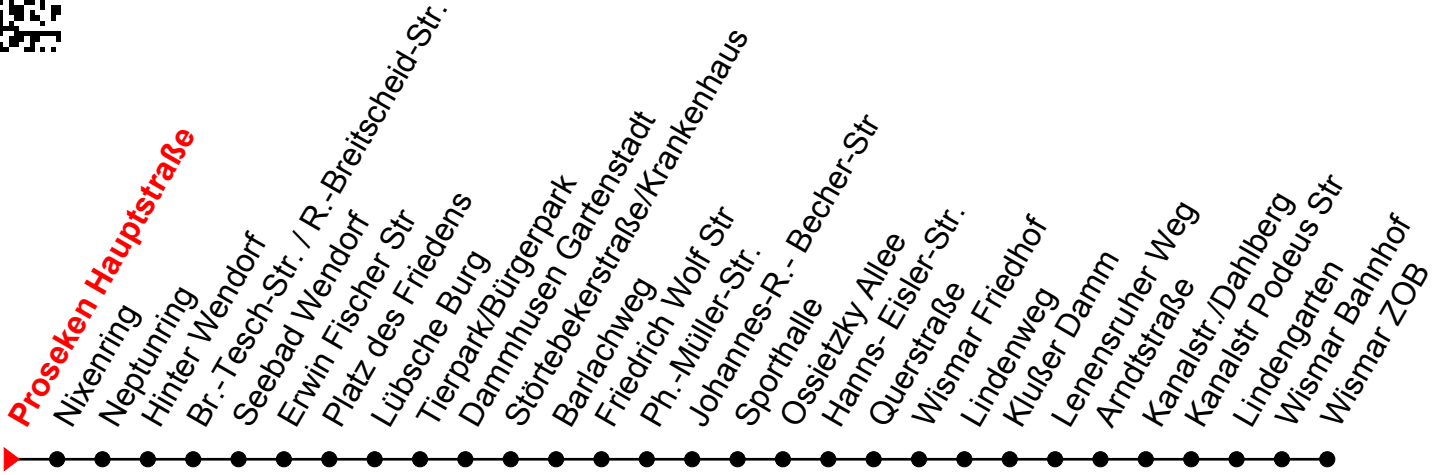 Proseken Hauptstraße
Nixenring
Neptunring
Hinter Wendorf
Br.-Tesch-Str. / R.-Breitscheid-Str.
Seebad Wendorf
Erwin Fischer Str
Platz des Friedens
Lübsche Burg
Tierpark/Bürgerpark
Dammhusen Gartenstadt
Störtebekerstraße/Krankenhaus
Barlachweg
Friedrich Wolf Str
Ph.-Müller-Str.
Johannes-R.- Becher-Str
Sporthalle
Ossietzky Allee
Hanns- Eisler-Str.
Querstraße
Wismar Friedhof
Lindenweg
Klußer Damm
Lenensruher Weg
Arndtstraße
Kanalstr./Dahlberg
Kanalstr Podeus Str
Lindengarten
Wismar Bahnhof
Wismar ZOB